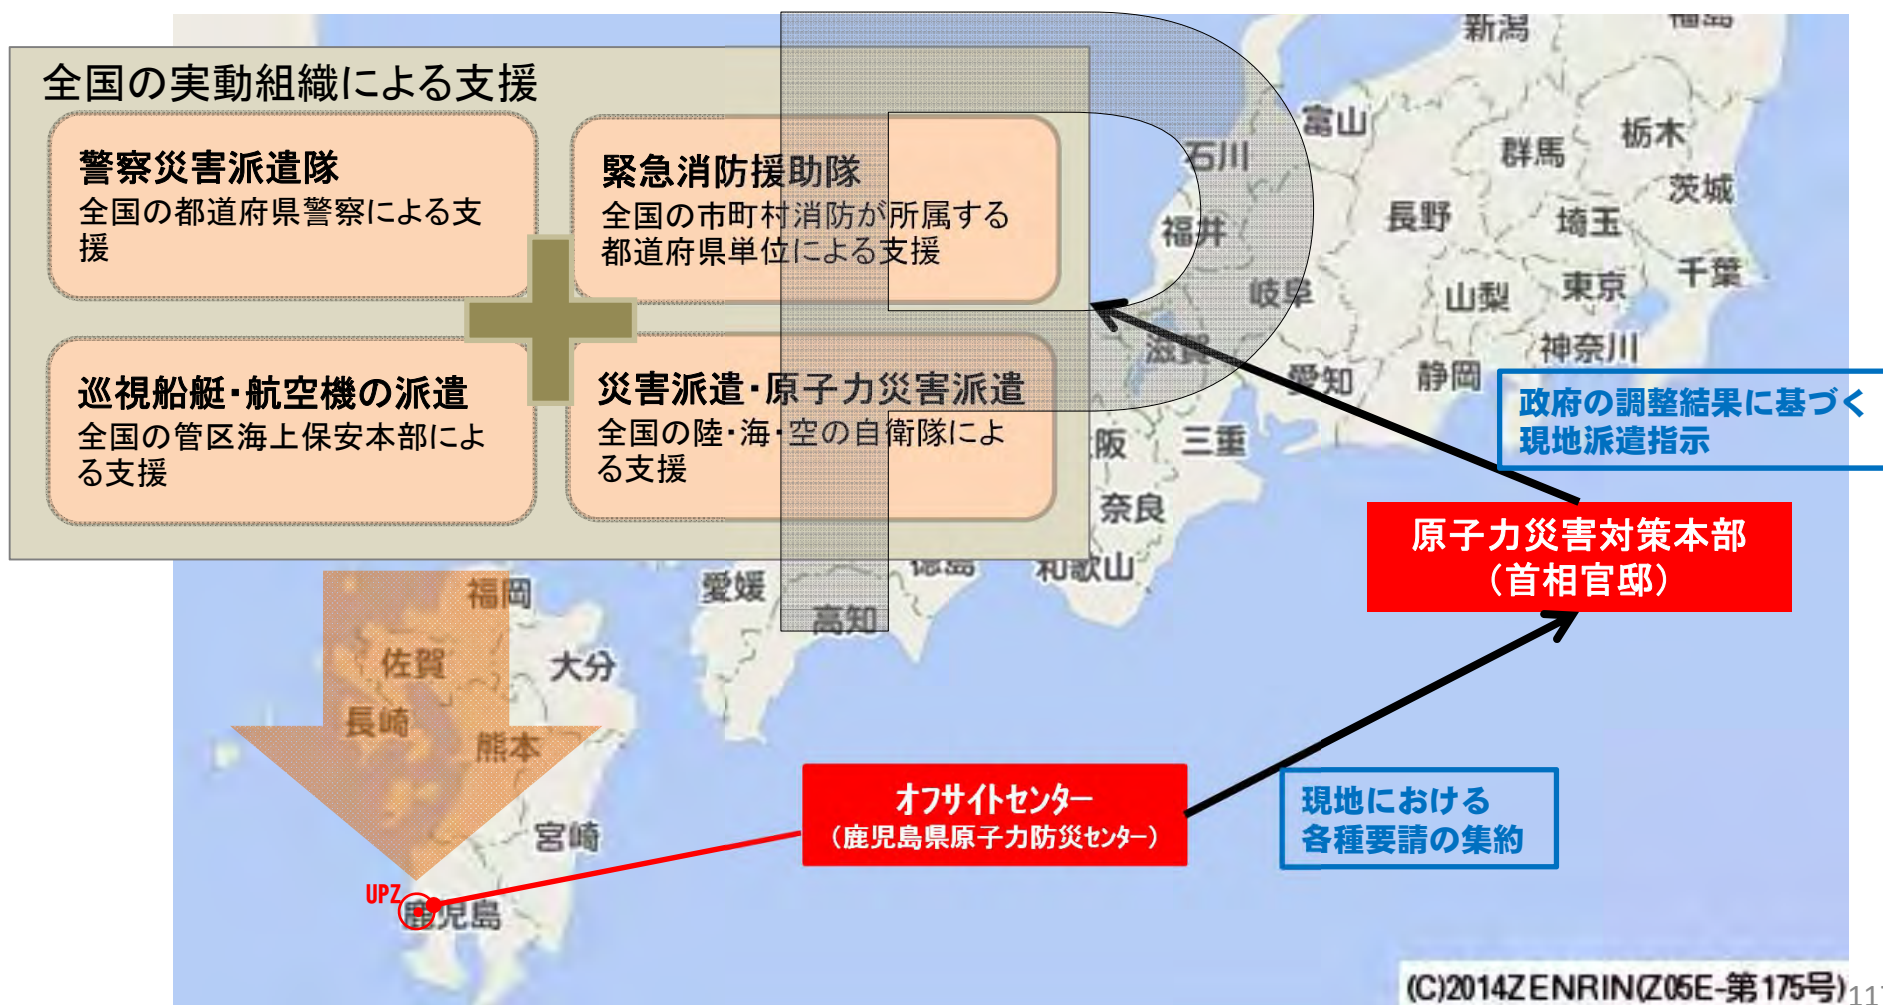 新潟
福島
全国の実動組織による支援
警察災害派遣隊
全国の都道府県警察による支
援
緊急消防援助隊
全国の市町村消防が所属する
都道府県単位による支援
巡視船艇・航空機の派遣
全国の管区海上保安本部によ
る支援
災害派遣・原子力災害派遣
全国の陸・海・空の自衛隊によ
る支援
P
富山
石川
群馬
栃木
茨城
福井
長野
埼玉
岐阜
山梨
東京
千葉
滋賀
愛知
静岡
神奈川
政府の調整結果に基づく
現地派遣指示
阪
三重
奈良
原子力災害対策本部
（首相官邸）
和歌山
徳島
愛媛
高知
福岡
佐賀
大分
長崎
熊本
宮崎
オフサイトセンター
（鹿児島県原子力防災センター）
現地における
各種要請の集約
UPZ
鹿児島
(C)2014ZENRIN(Z05E-第175号)